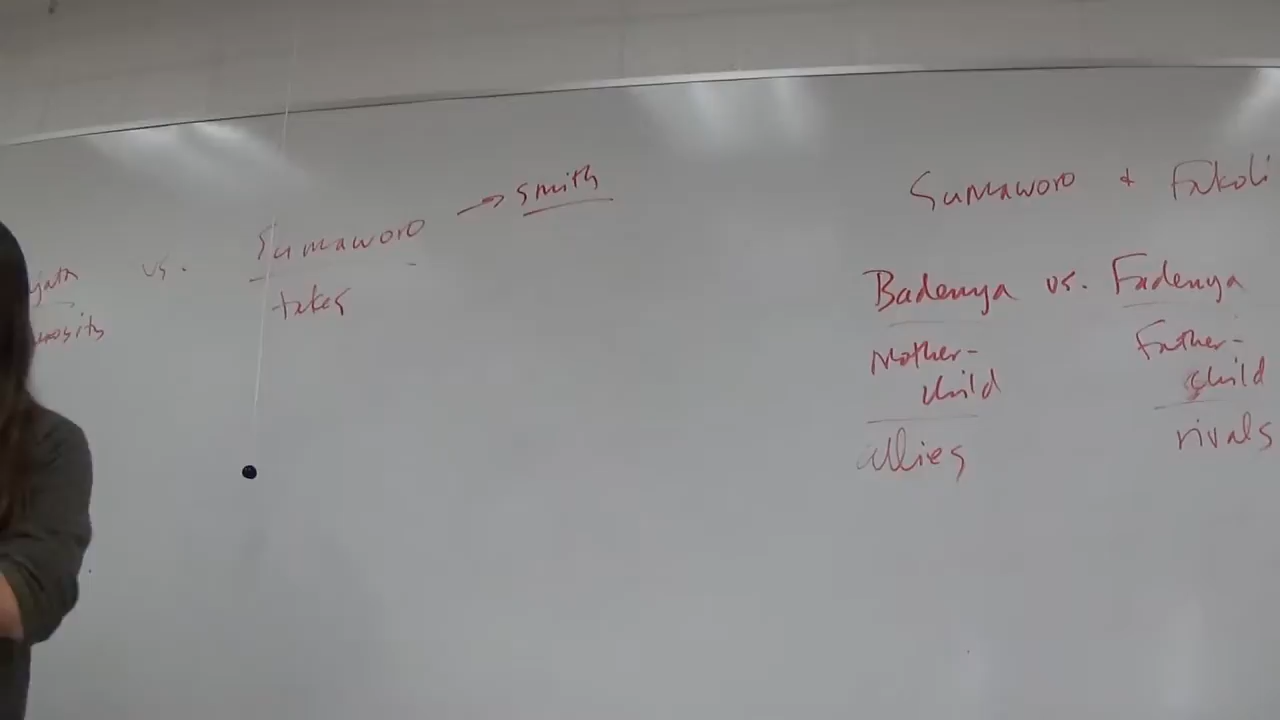 Sumaworo → smith
vs.
takes
Sumaworo + Fakoli
Badenya vs. Fadenya
Mother-
child
Father-
child
allies
rivals